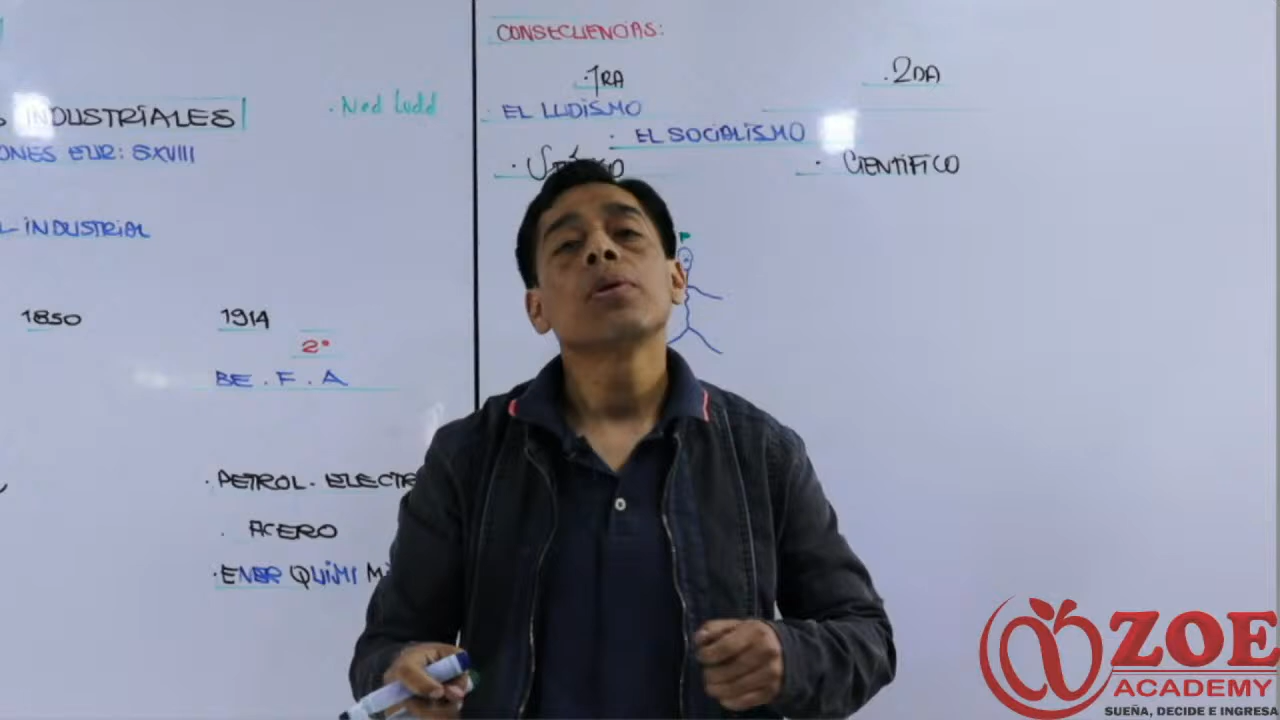 INDUSTRIALES
ONES EUR: SXVIII
INDUSTRIAL
1850
1914
2°
BE . F . A
. PETROL . ELECTR
. ACERO
. ENER QUIMI
. Ned Ludd
CONSECUENCIAS:
. 1RA
. 2DA
. EL LUDISMO
. EL SOCIALISMO
. CIENTIFICO
ZOE
ACADEMY
SUEÑA, DECIDE E INGRESA